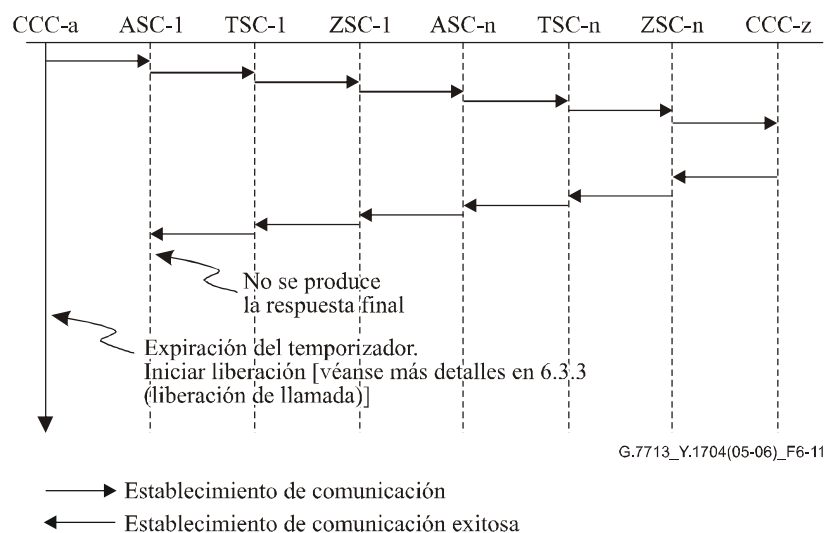 CCC-a ASC-1 TSC-1 ZSC-1 ASC-n TSC-n ZSC-n CCC-z
No se produce
la respuesta final
Expiración del temporizador.
Iniciar liberación [véanse más detalles en 6.3.3
(liberación de llamada)]
G.7713_Y.1704(05-06)_F6-11
Establecimiento de comunicación
Establecimiento de comunicación exitosa